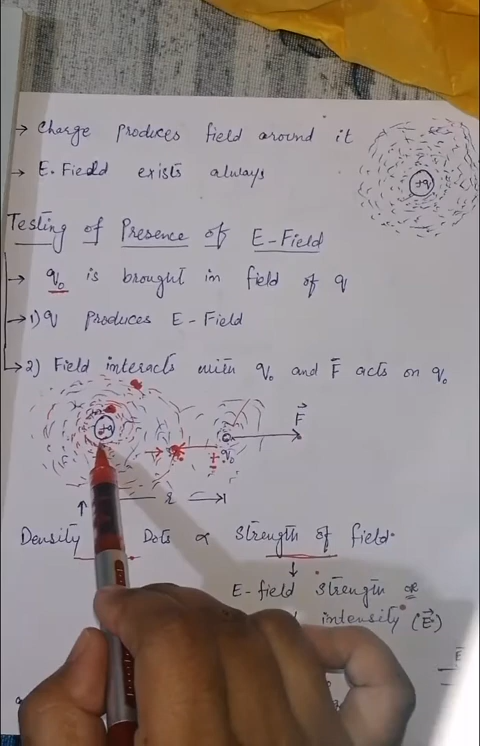 → Charge produces field around it
+q
→ E. Field exists always
Testing of Presence of E-Field
→ q₀ is brought in field of q
→ 1) q Produces E-Field
→ 2) Field interacts with q₀ and F⃗ acts on q₀
+q
F⃗
+ q₀
r
Density Dots ∝ Strength of field.
↓
E-field Strength or
intensity (E⃗)